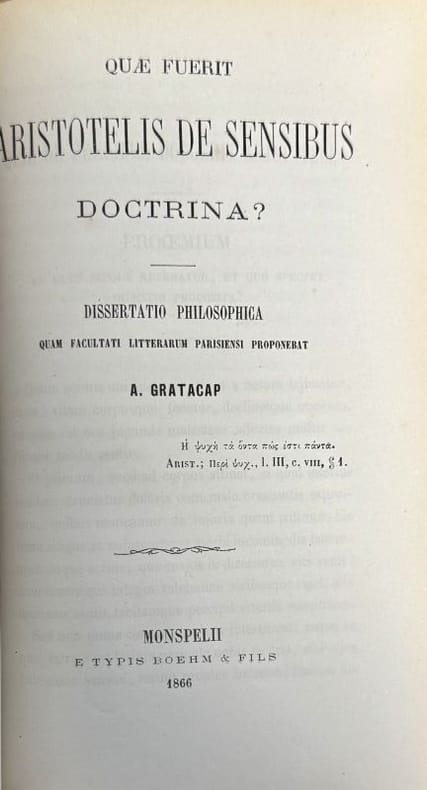 QUÆ FUERIT
ARISTOTELIS DE SENSIBUS
DOCTRINA?
DISSERTATIO PHILOSOPHICA
QUAM FACULTATI LITTERARUM PARISIENSI PROPONEBAT
A. GRATACAP
Η ψυχὴ τὰ ὄντα πώς ἐστι πάντα.
ARIST.; Περὶ ψυχ., l. III, c. VIII, § 1.
MONSPELII
E TYPIS BOEHM & FILS
1866